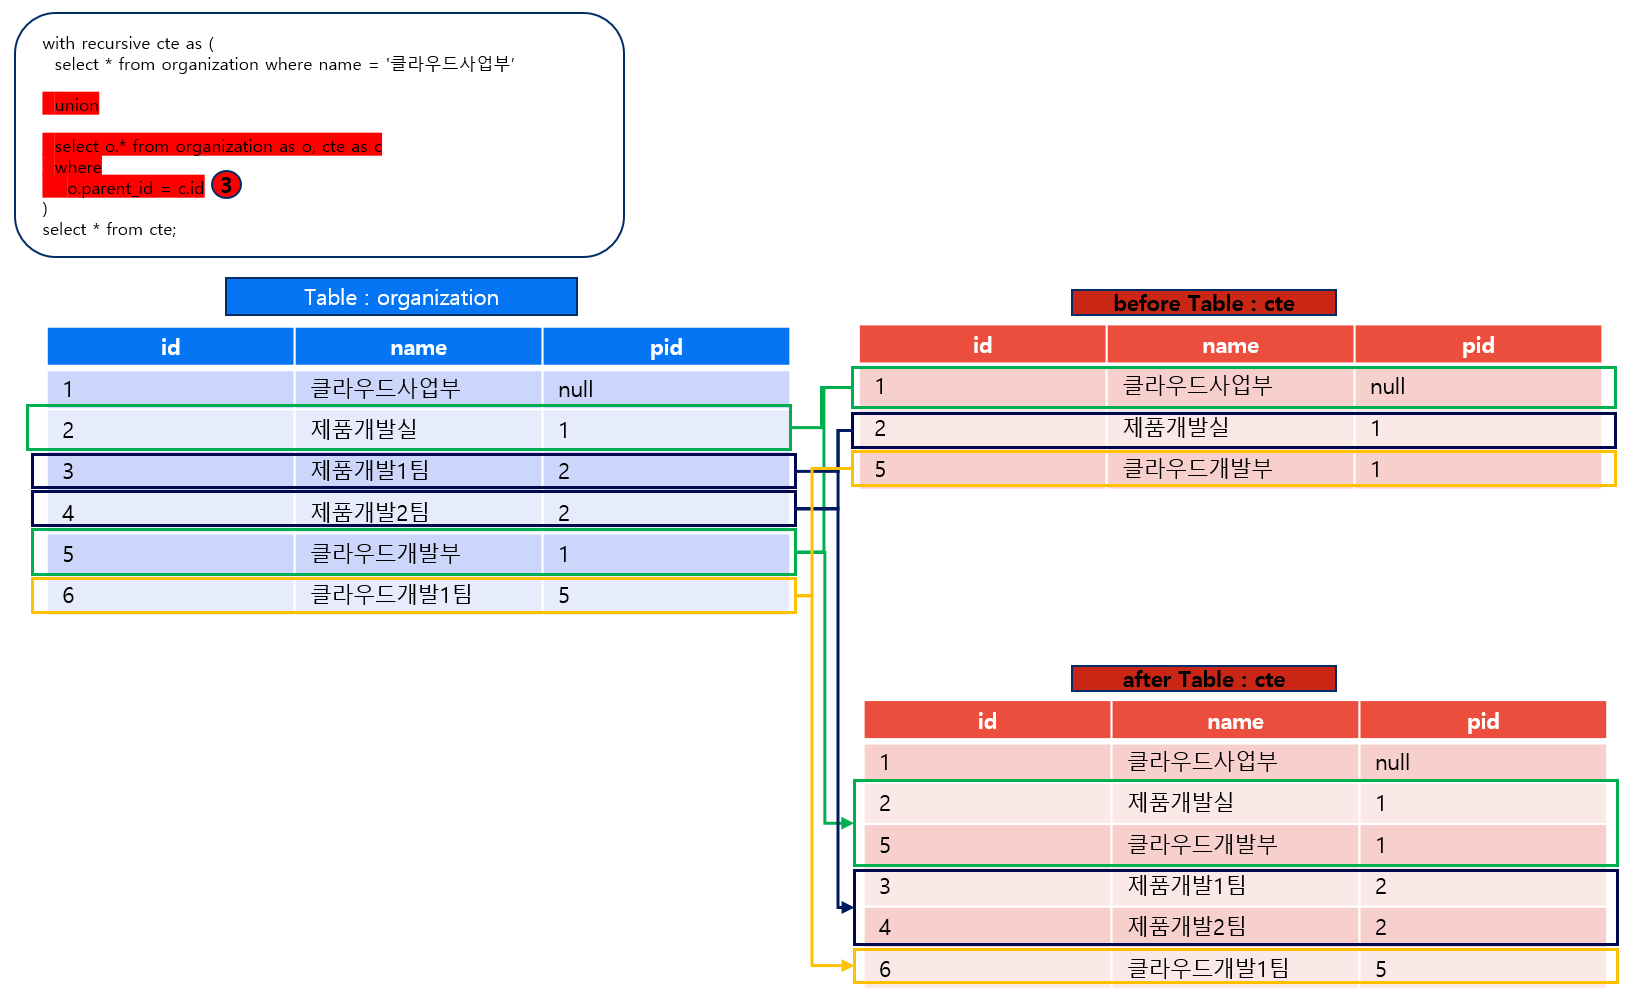 with recursive cte as (
select * from organization where name = '클라우드사업부’
union
select o.* from organization as o, cte as c
where
o.parent_id = c.id
3
)
select * from cte;
Table : organization
id name pid
1 클라우드사업부 null
2 제품개발실 1
3 제품개발1팀 2
4 제품개발2팀 2
5 클라우드개발부 1
6 클라우드개발1팀 5
before Table : cte
id name pid
1 클라우드사업부 null
2 제품개발실 1
5 클라우드개발부 1
after Table : cte
id name pid
1 클라우드사업부 null
2 제품개발실 1
5 클라우드개발부 1
3 제품개발1팀 2
4 제품개발2팀 2
6 클라우드개발1팀 5